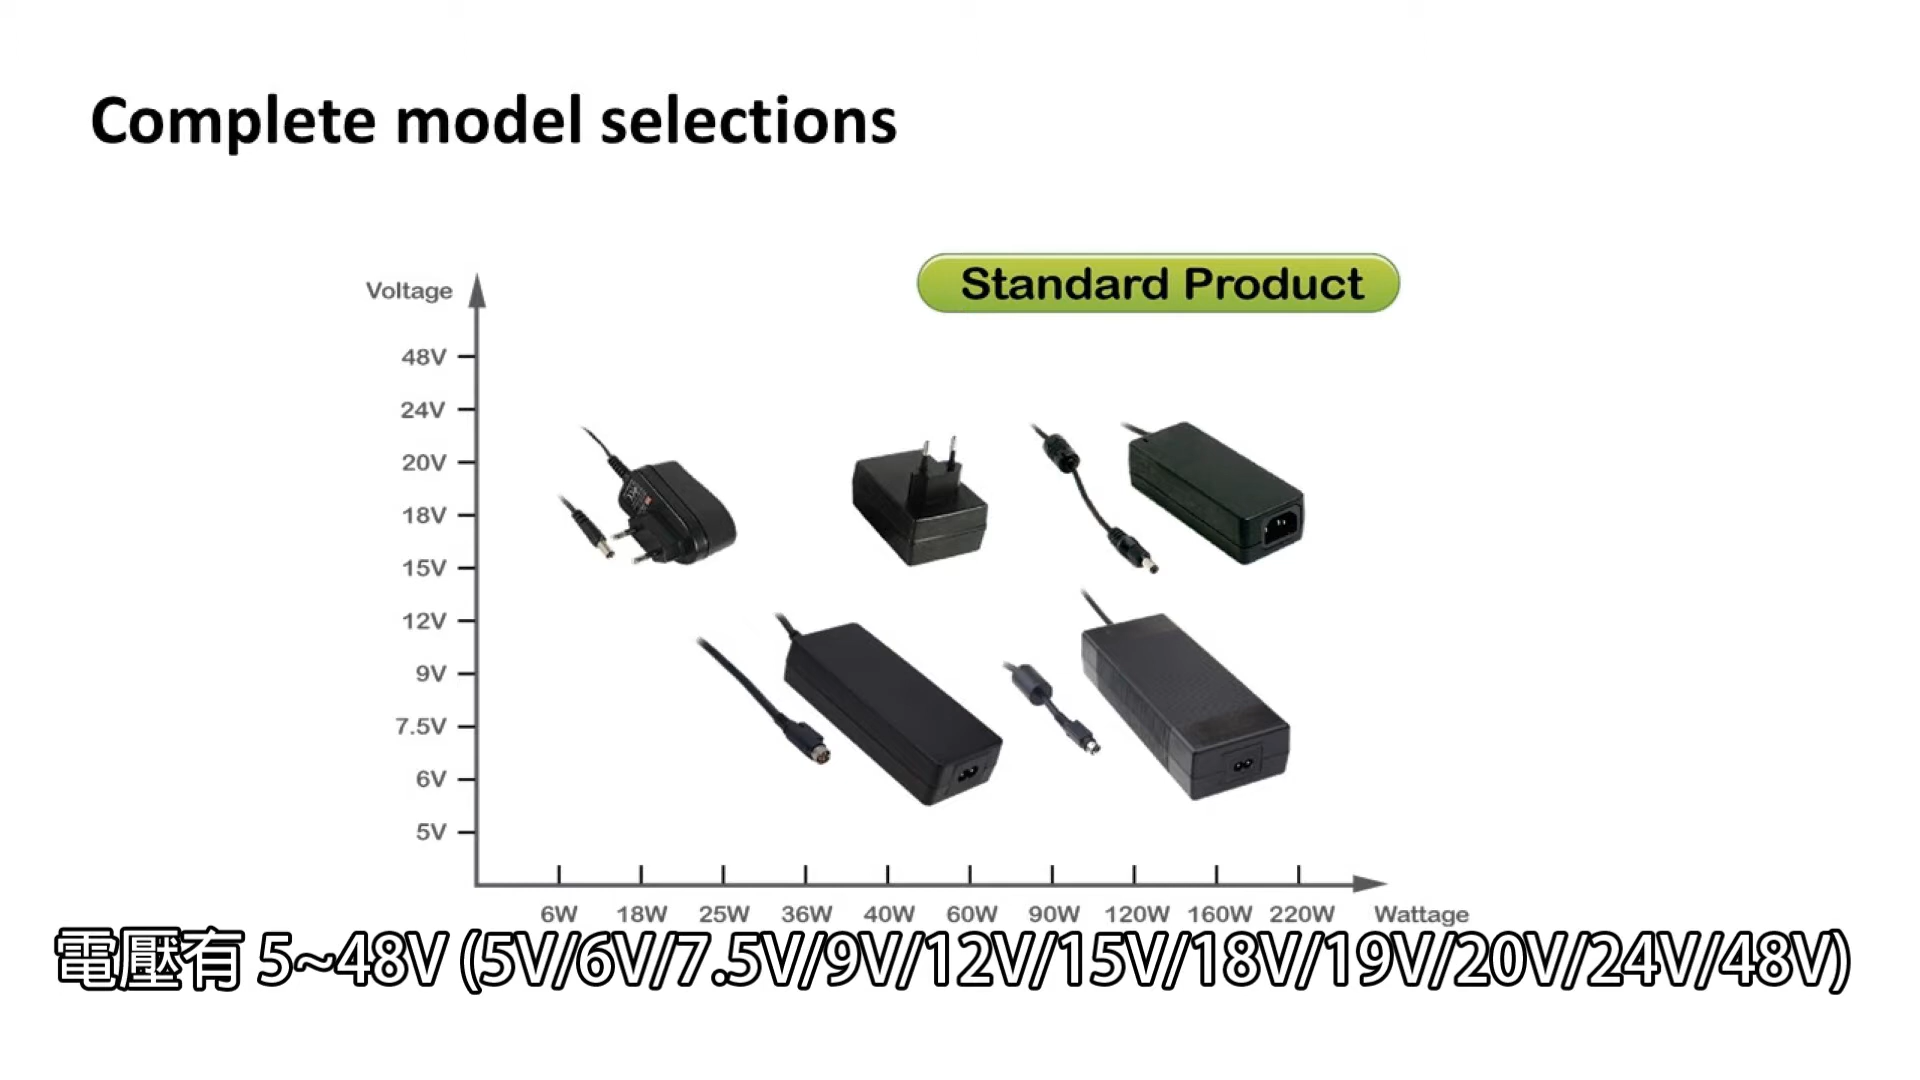 Complete model selections
Standard Product
Voltage
48V
24V
20V
18V
15V
12V
9V
7.5V
6V
5V
6W 18W 25W 36W 40W 60W 90W 120W 160W 220W Wattage
電壓有 5~48V (5V/6V/7.5V/9V/12V/15V/18V/19V/20V/24V/48V)